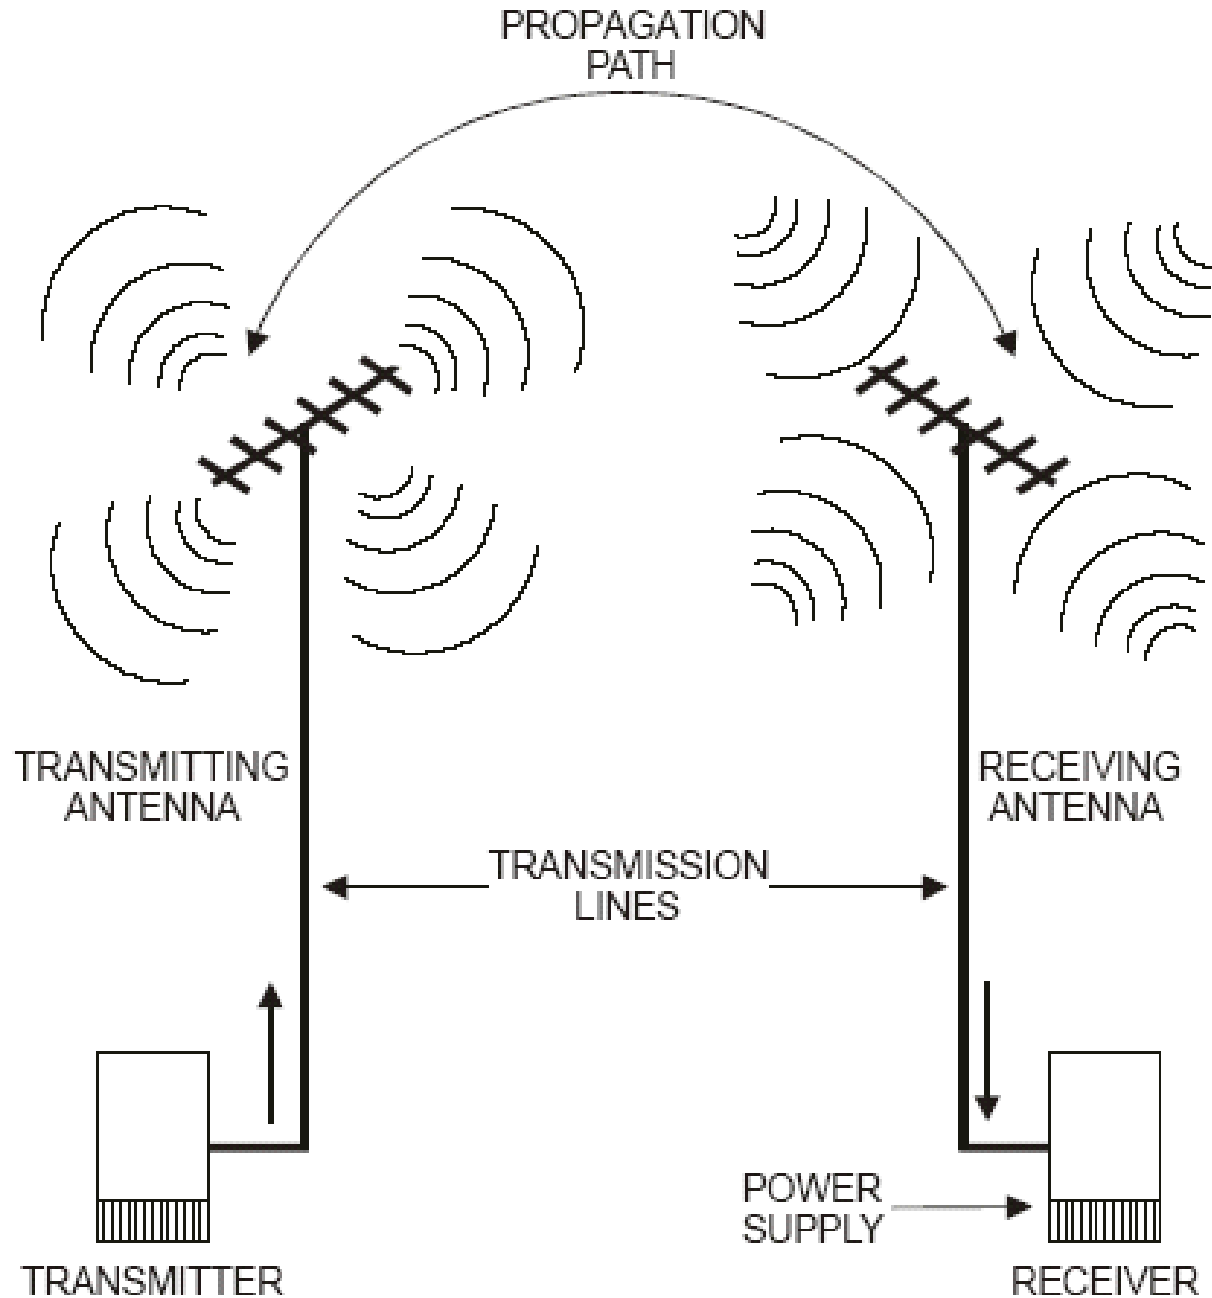 PROPAGATION
PATH
TRANSMITTING
ANTENNA
RECEIVING
ANTENNA
TRANSMISSION
LINES
POWER
SUPPLY
TRANSMITTER
RECEIVER